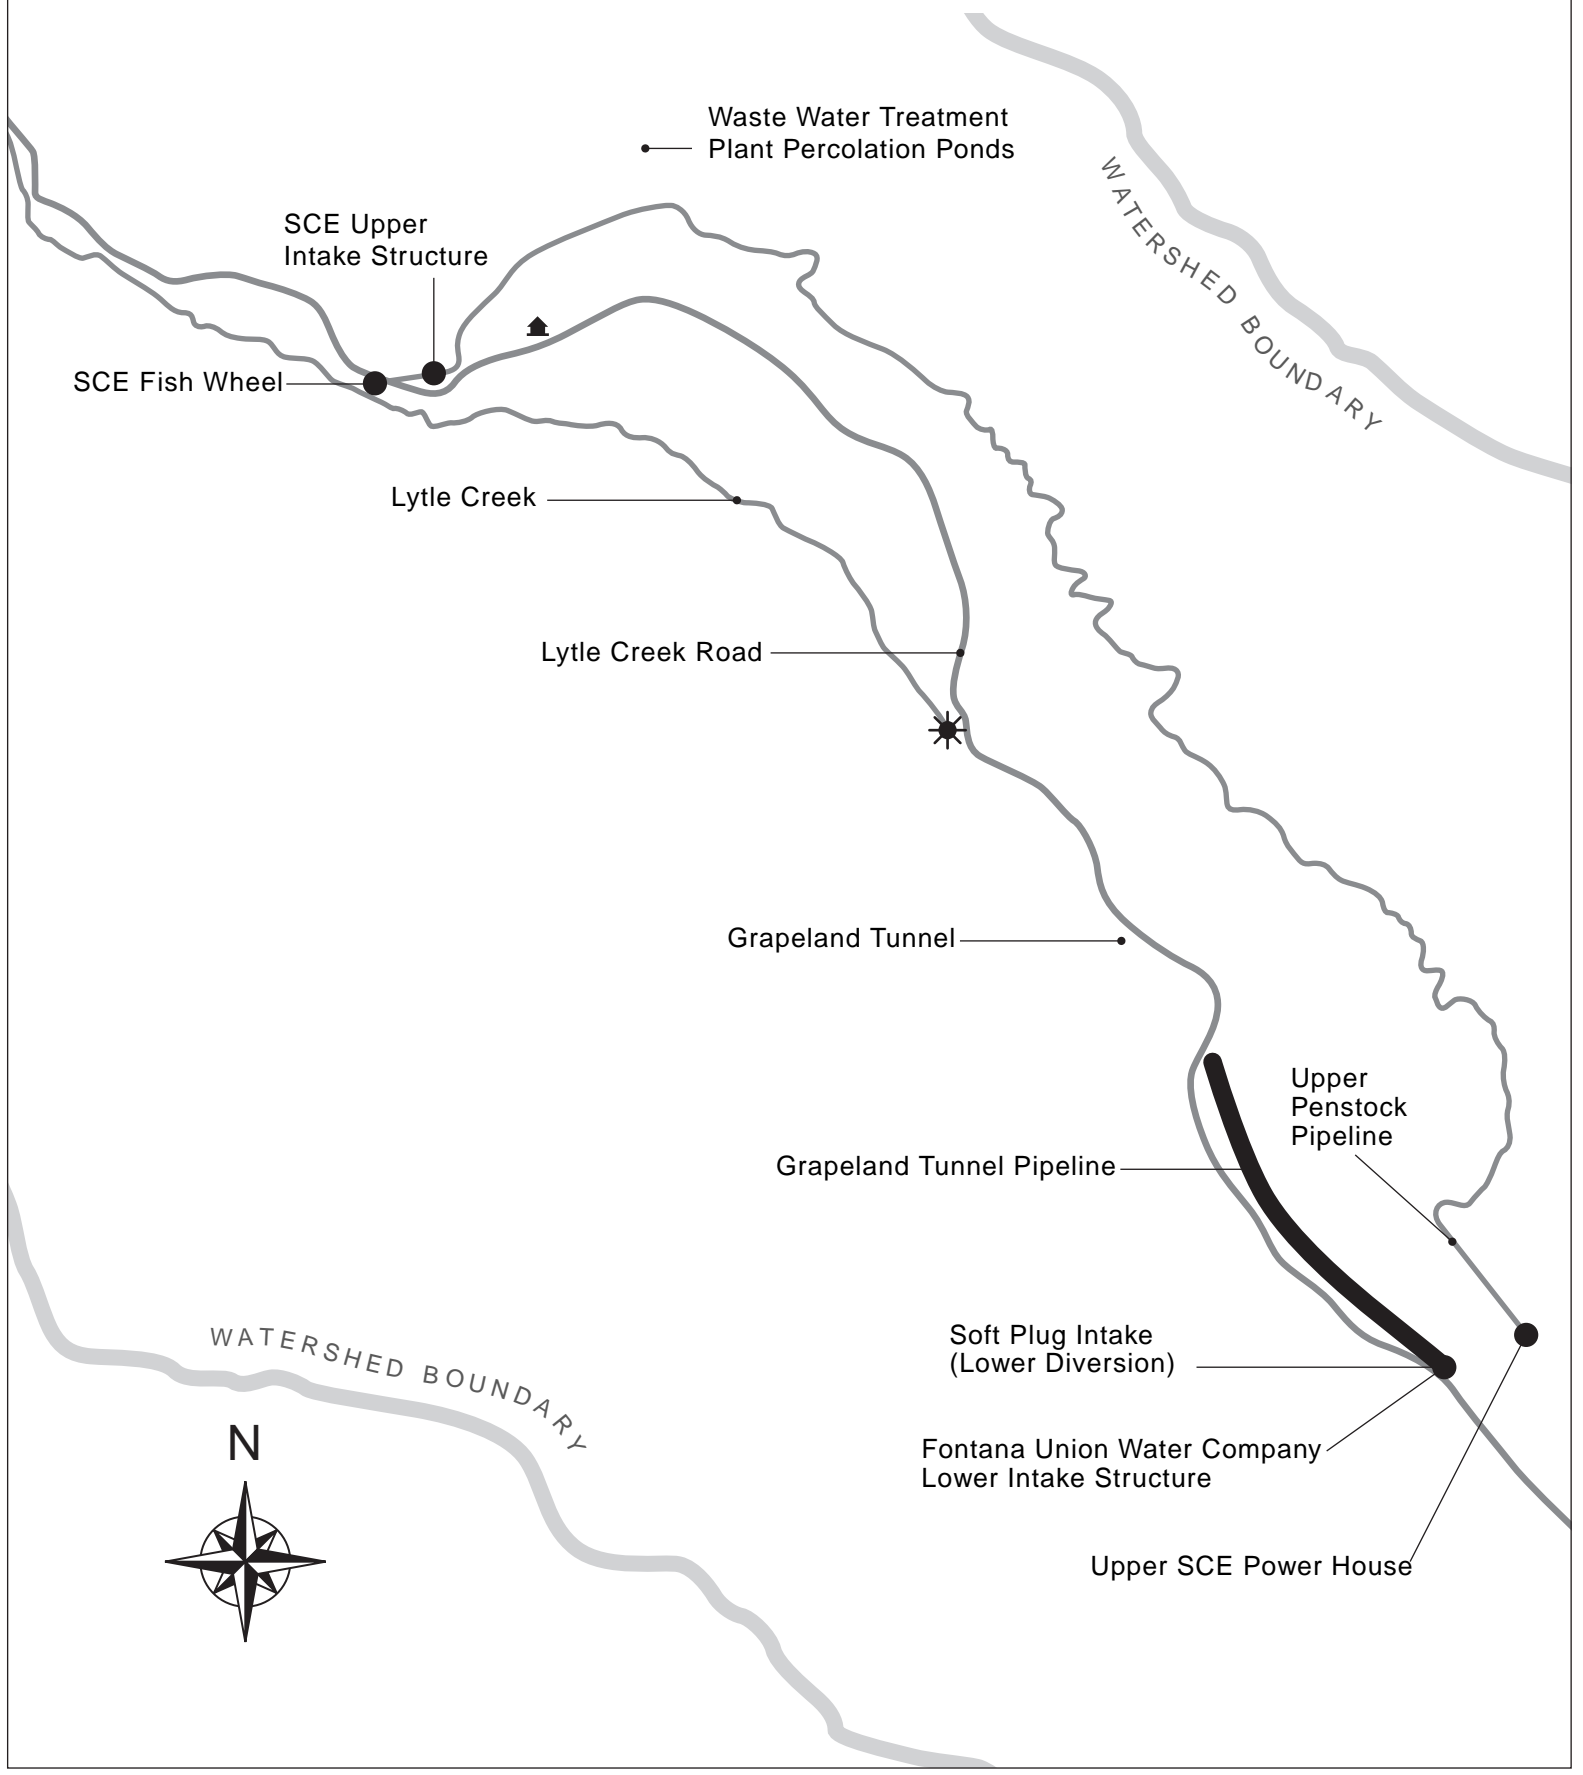 Waste Water Treatment
Plant Percolation Ponds
WATERSHED BOUNDARY
SCE Upper
Intake Structure
SCE Fish Wheel
Lytle Creek
Lytle Creek Road
Grapeland Tunnel
Upper
Penstock
Pipeline
Grapeland Tunnel Pipeline
Soft Plug Intake
(Lower Diversion)
WATERSHED BOUNDARY
N
Fontana Union Water Company
Lower Intake Structure
Upper SCE Power House